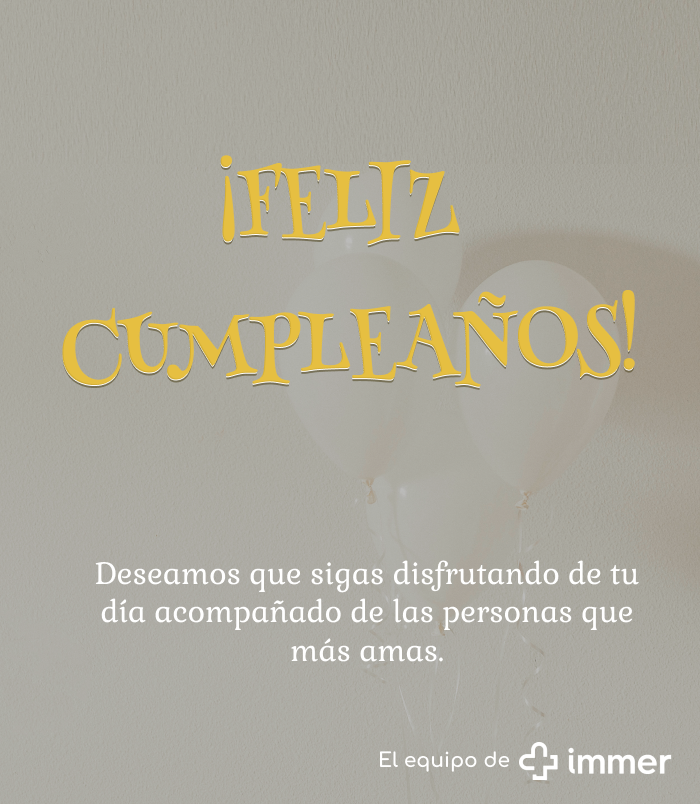 ¡FELIZ
CUMPLEAÑOS!
Deseamos que sigas disfrutando de tu
día acompañado de las personas que
más amas.
El equipo de immer